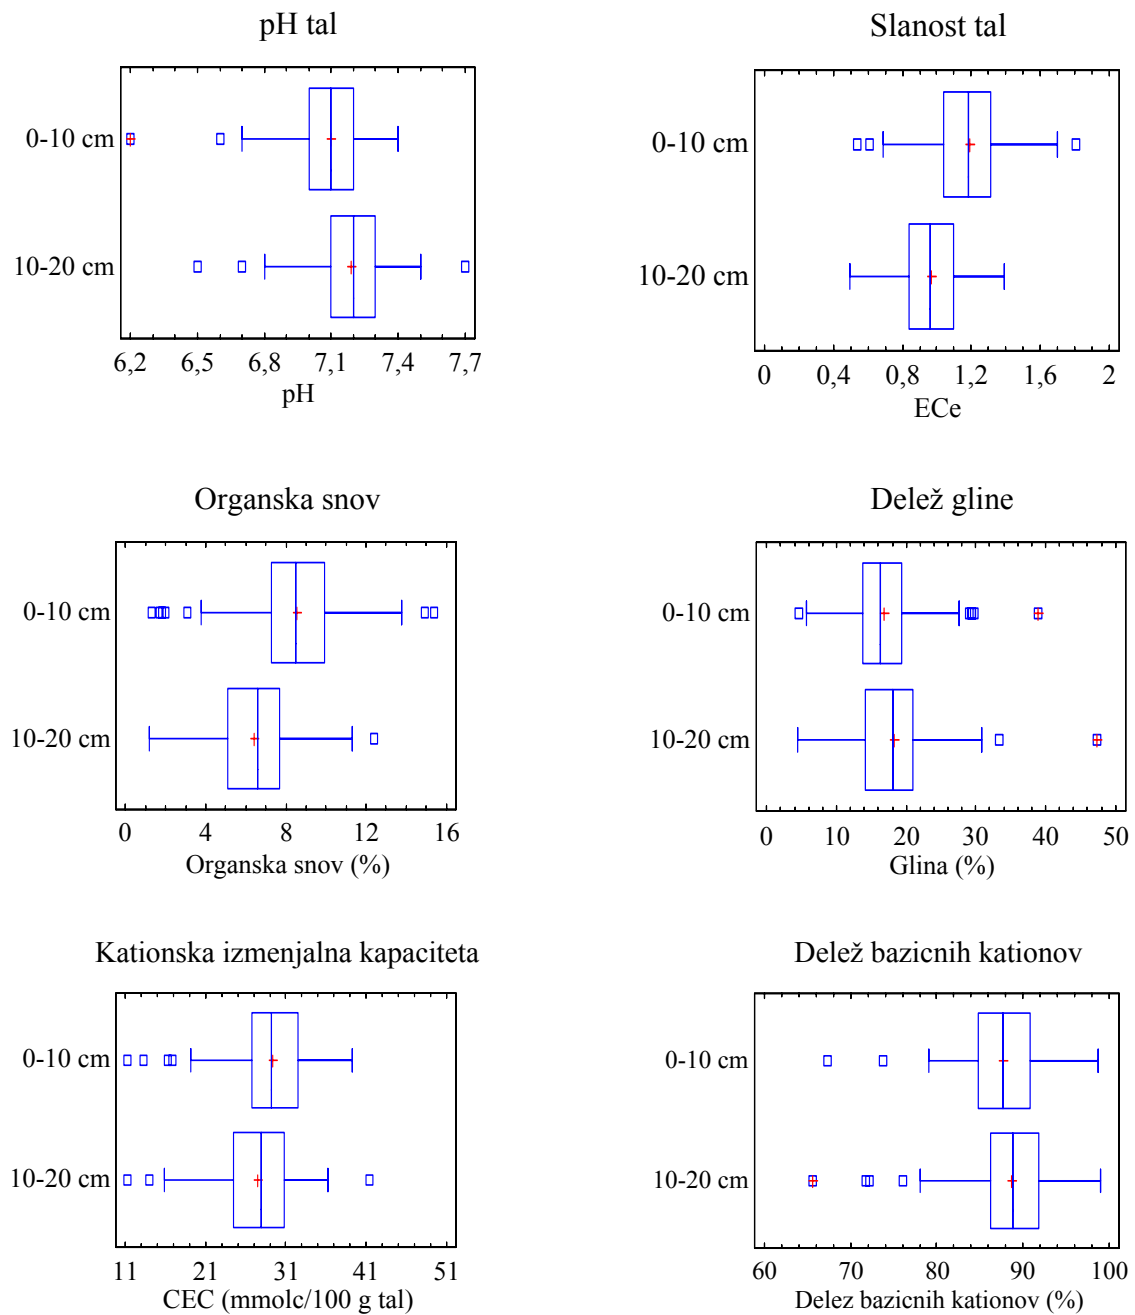 pH tal
0-10 cm
10-20 cm
6,2 6,5 6,8 7,1 7,4 7,7
pH
Slanost tal
0-10 cm
10-20 cm
0 0,4 0,8 1,2 1,6 2
ECe
Organska snov
0-10 cm
10-20 cm
0 4 8 12 16
Organska snov (%)
Delež gline
0-10 cm
10-20 cm
0 10 20 30 40 50
Glina (%)
Kationska izmenjalna kapaciteta
0-10 cm
10-20 cm
11 21 31 41 51
CEC (mmolc/100 g tal)
Delež bazicnih kationov
0-10 cm
10-20 cm
60 70 80 90 100
Delez bazicnih kationov (%)